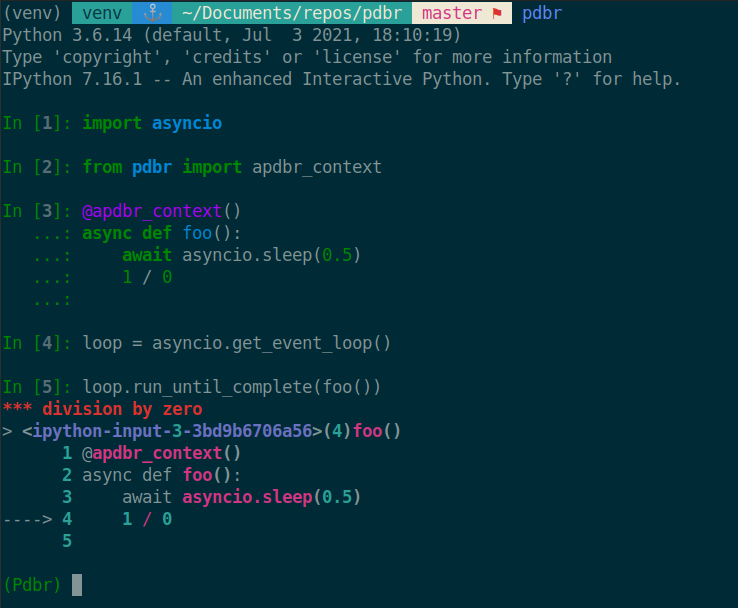 (venv) venv ⚓ ~/Documents/repos/pdbr master ⚑ pdbr
Python 3.6.14 (default, Jul  3 2021, 18:10:19)
Type 'copyright', 'credits' or 'license' for more information
IPython 7.16.1 -- An enhanced Interactive Python. Type '?' for help.
In [1]: import asyncio
In [2]: from pdbr import apdbr_context
In [3]: @apdbr_context()
   ...: async def foo():
   ...:     await asyncio.sleep(0.5)
   ...:     1 / 0
   ...:
In [4]: loop = asyncio.get_event_loop()
In [5]: loop.run_until_complete(foo())
*** division by zero
> <ipython-input-3-3bd9b6706a56>(4)foo()
      1 @apdbr_context()
      2 async def foo():
      3     await asyncio.sleep(0.5)
----> 4     1 / 0
      5
(Pdbr)